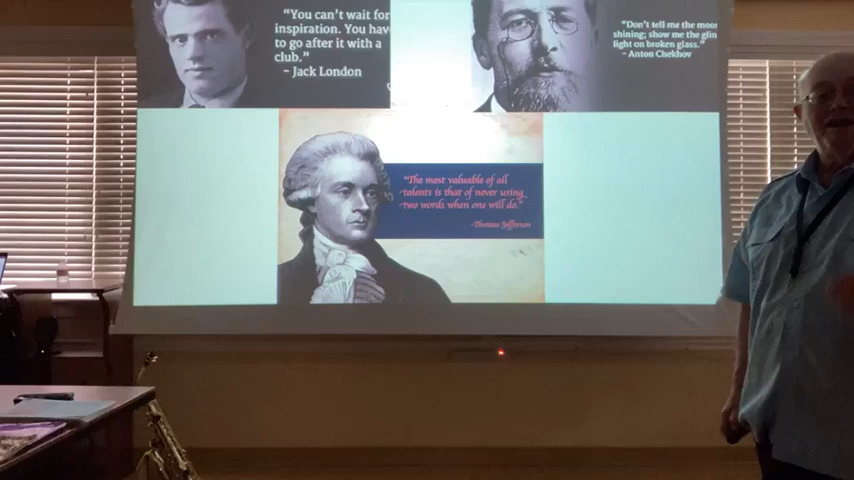 “You can’t wait for
inspiration. You hav
to go after it with a
club.”
– Jack London
“Don’t tell me the moon
shining; show me the glin
light on broken glass.”
– Anton Chekhov
“The most valuable of all
talents is that of never using
two words when one will do.”
-Thomas Jefferson